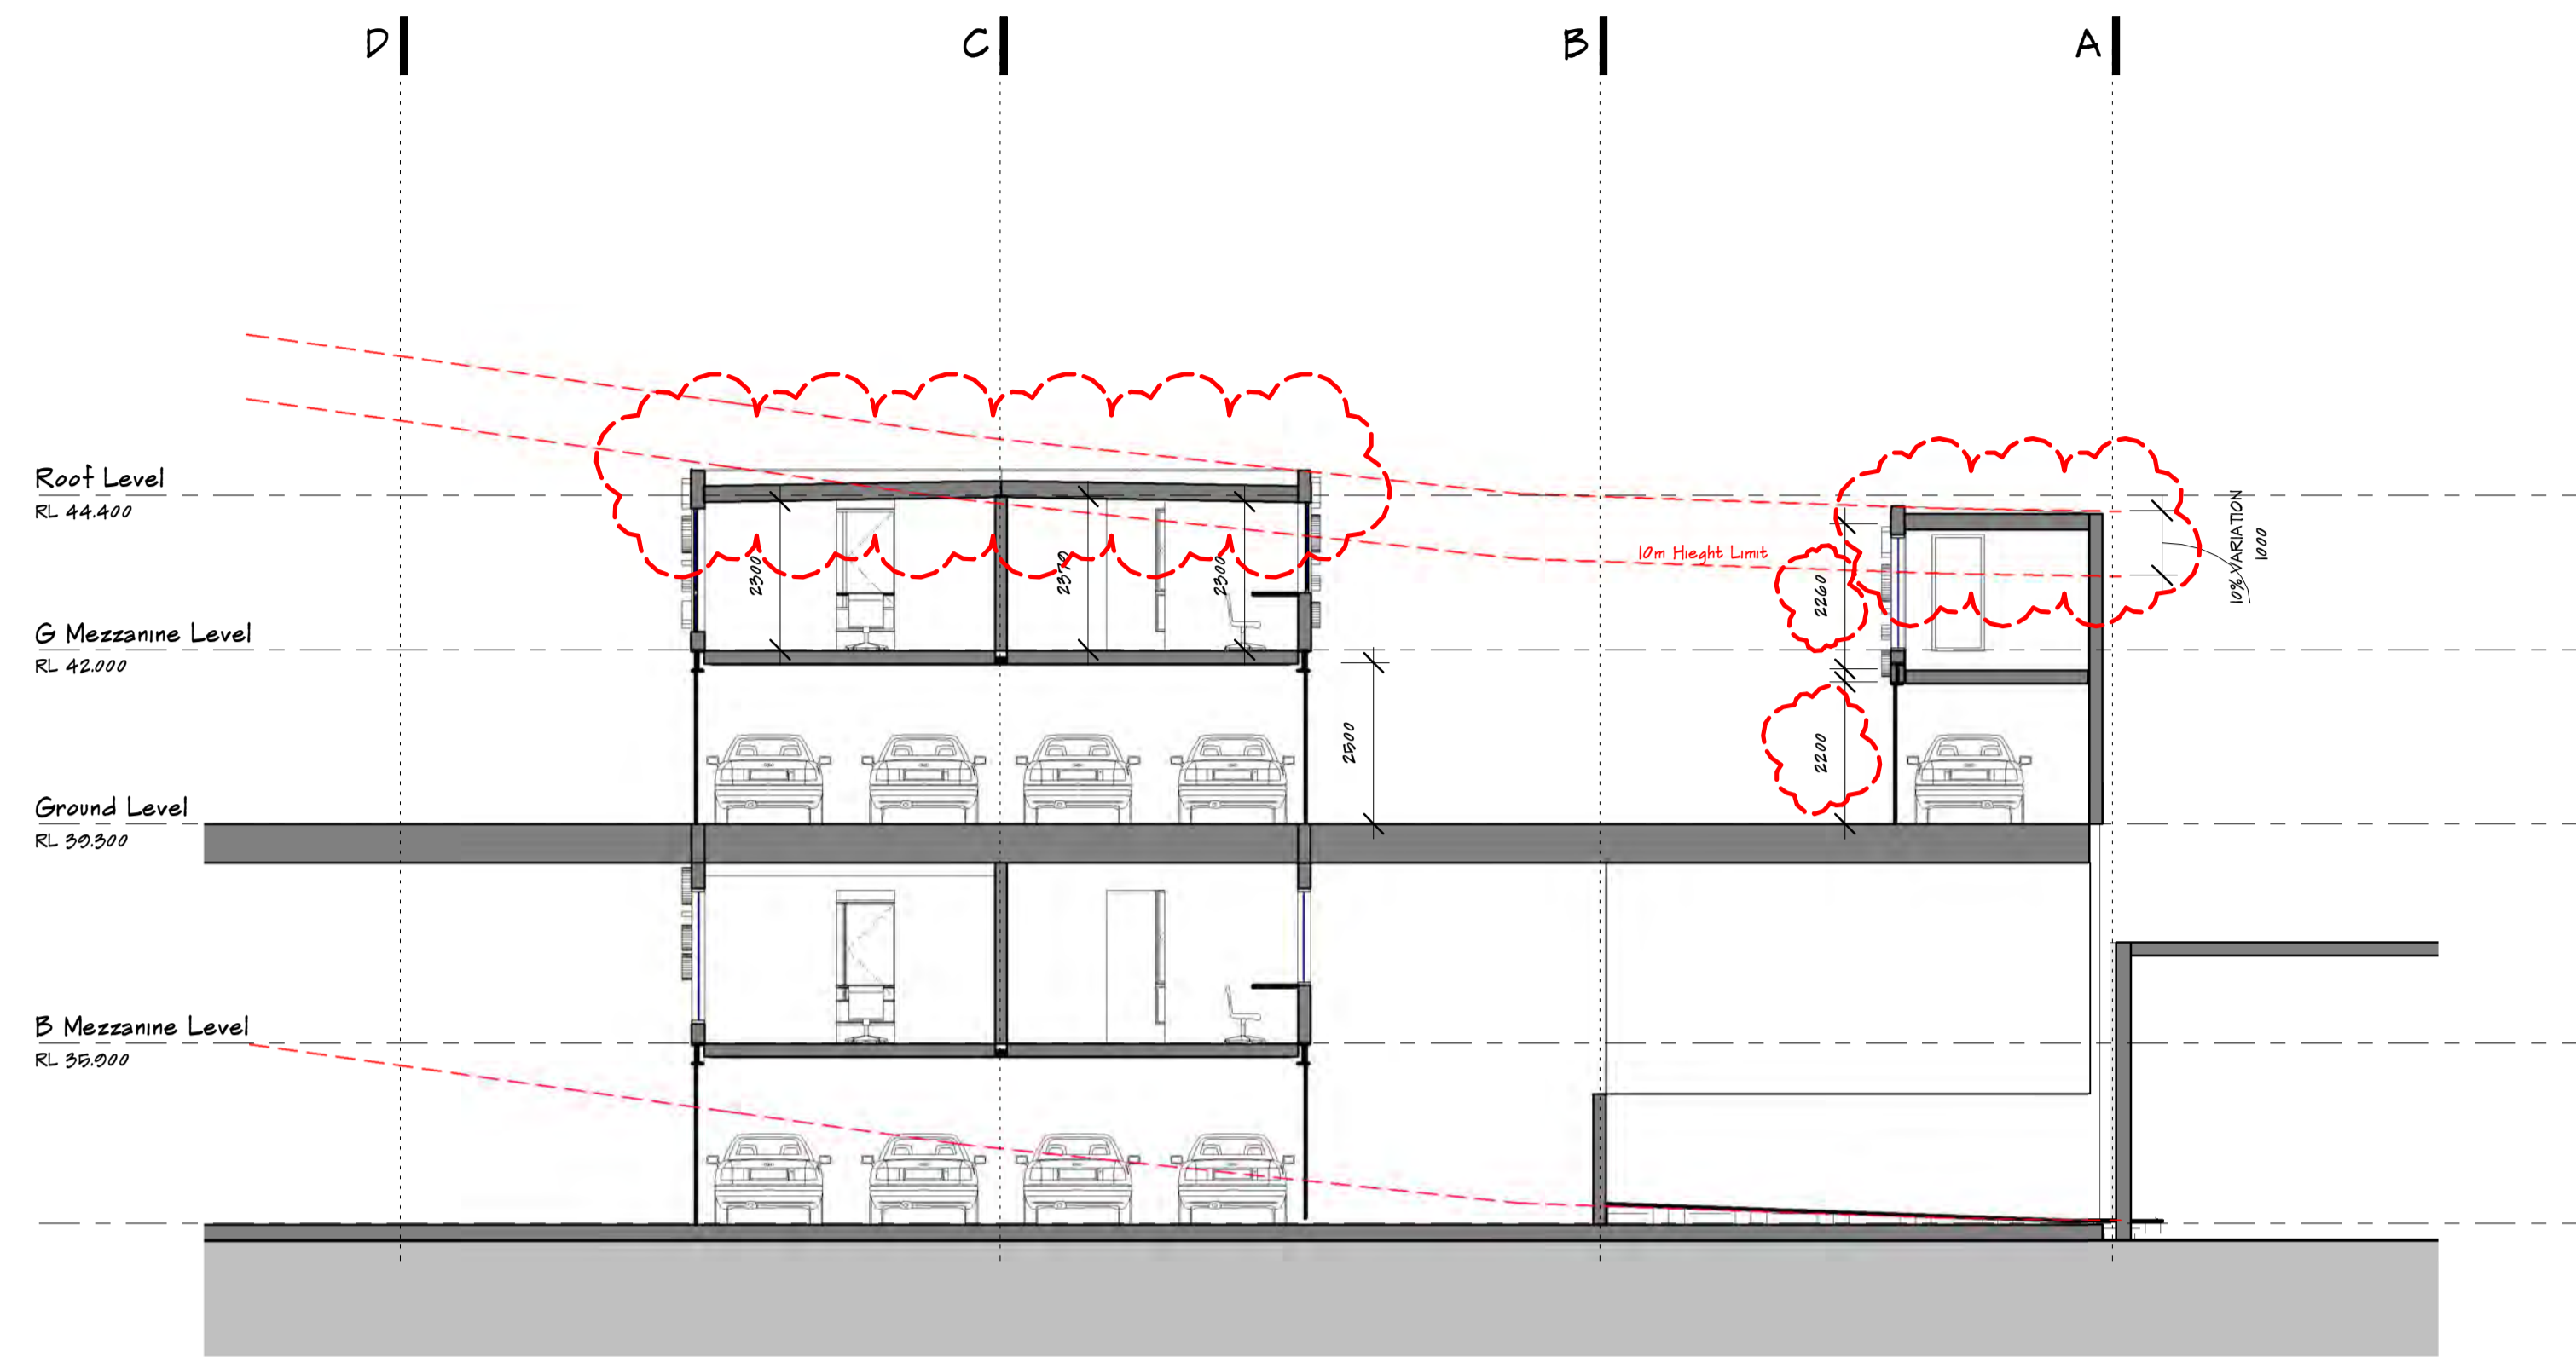 D
C
B
A
Roof Level
RL 44.400
10m Hieght Limit
10% VARIATION
1000
2300
2370
2300
2260
G Mezzanine Level
RL 42.000
2500
2200
Ground Level
RL 39.300
B Mezzanine Level
RL 35.900